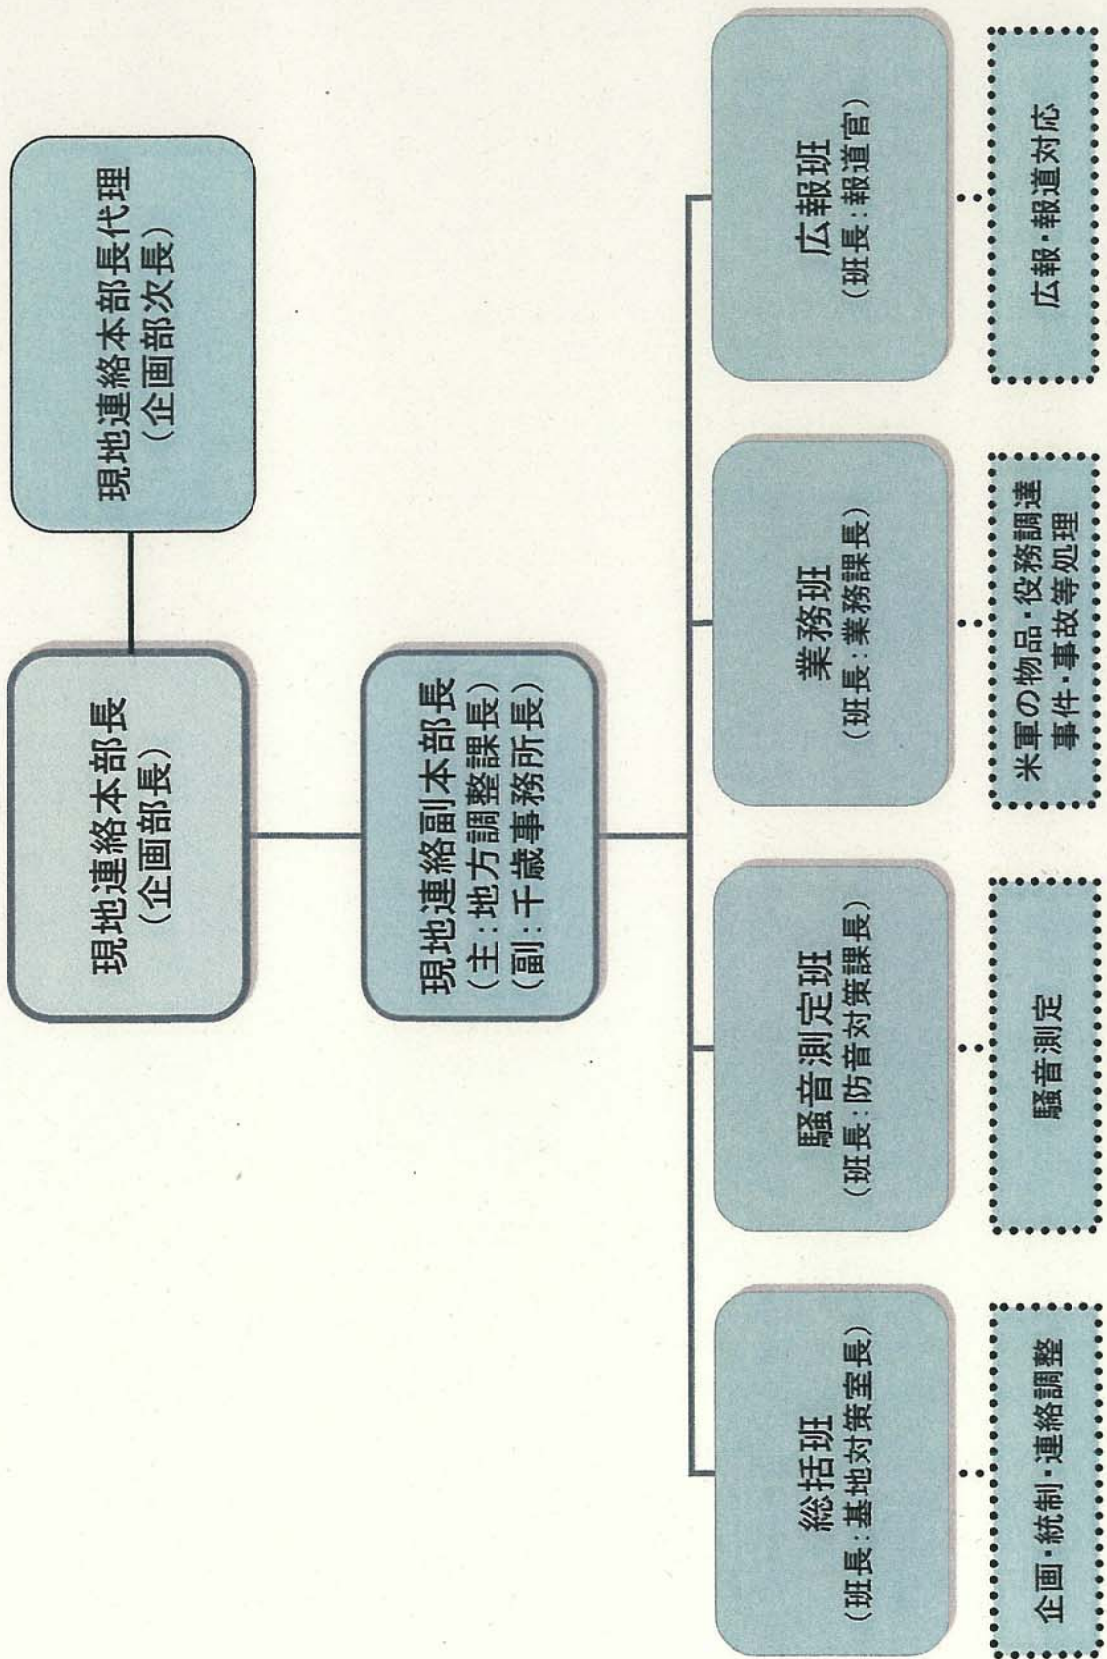 現地連絡本部長
(企画部長)
現地連絡本部長代理
(企画部次長)
現地連絡副本部長
(主:地方調整課長)
(副:千歳事務所長)
総括班
(班長:基地対策室長)
騒音測定班
(班長:防音対策課長)
業務班
(班長:業務課長)
広報班
(班長:報道官)
企画・統制・連絡調整
騒音測定
米軍の物品・役務調達
事件・事故等処理
広報・報道対応